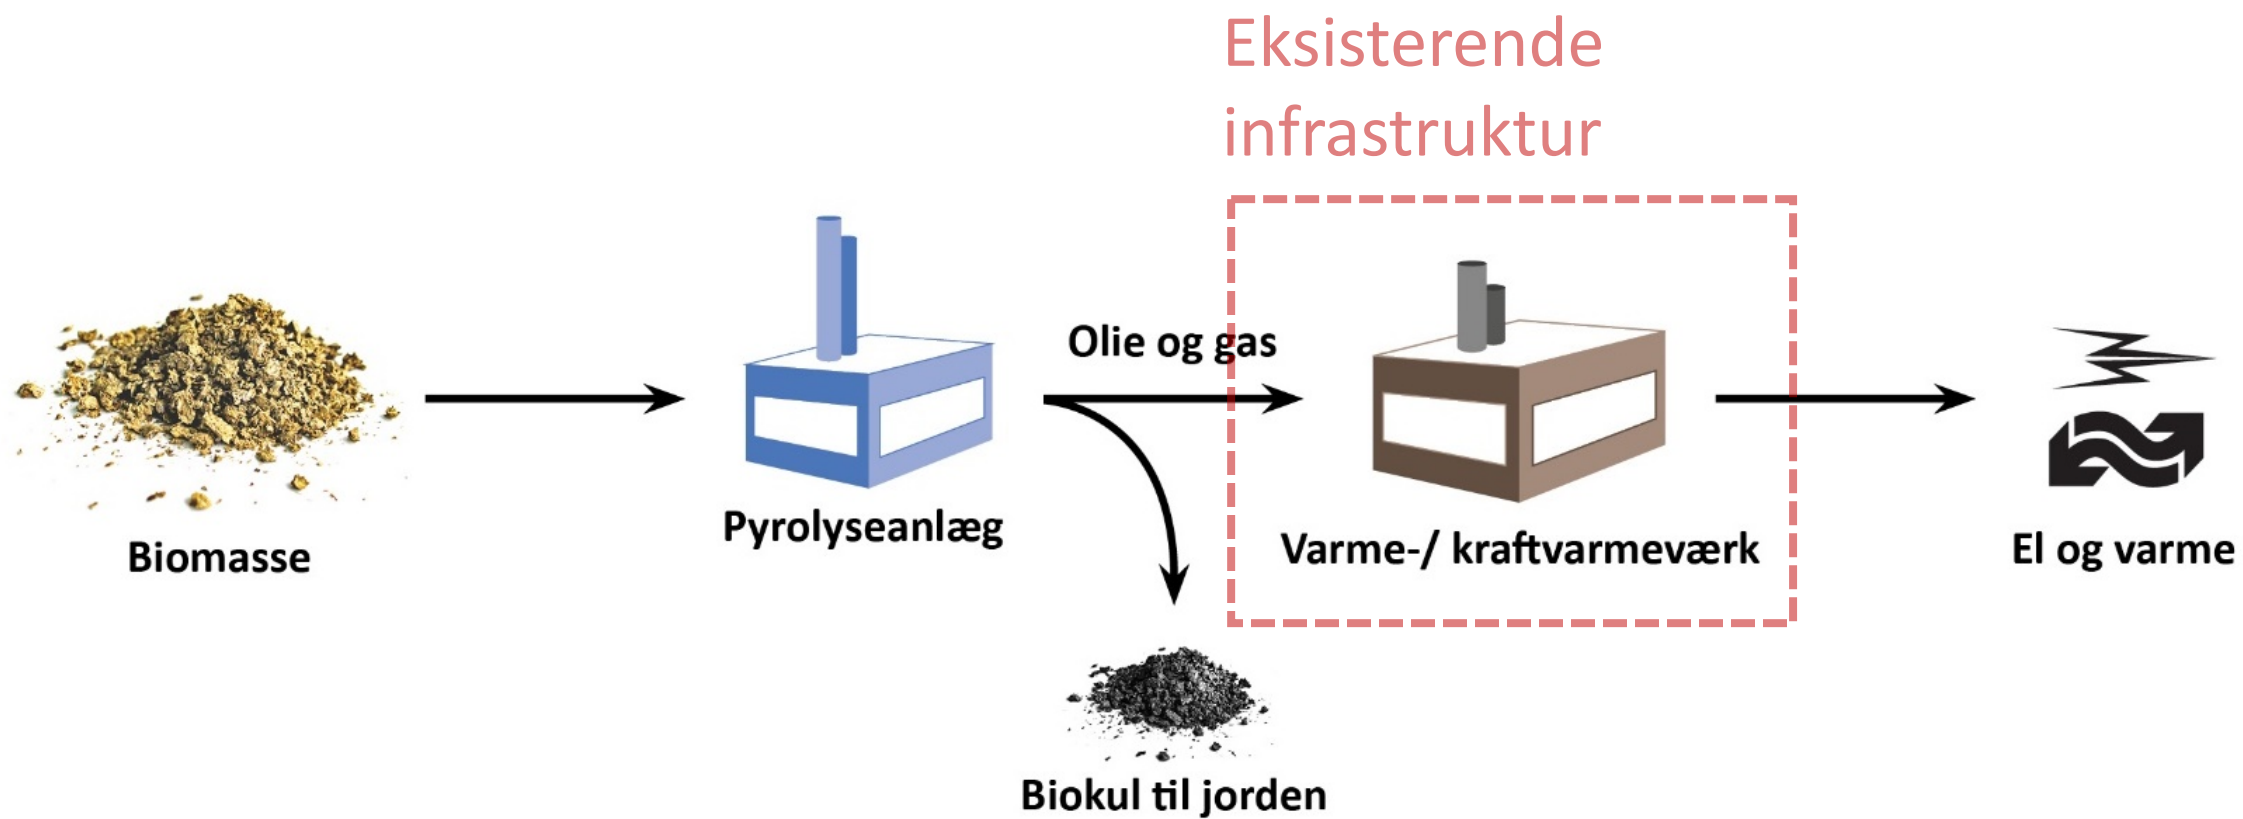 Eksisterende
infrastruktur
Olie og gas
Biomasse
Pyrolyseanlæg
Varme-/ kraftvarmeværk
El og varme
Biokul til jorden